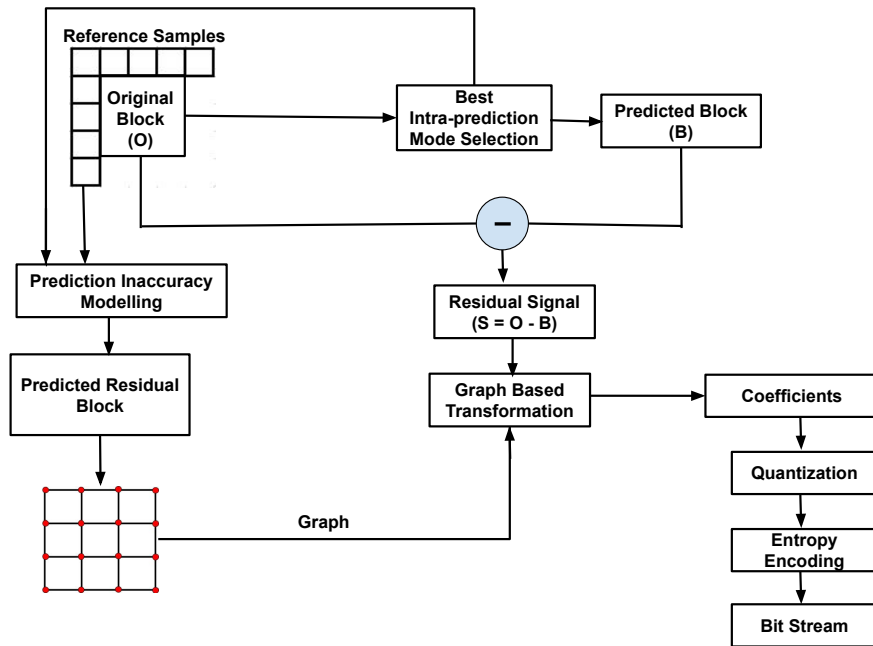 Reference Samples
Original
Block
(O)
Best
Intra-prediction
Mode Selection
Predicted Block
(B)
−
Prediction Inaccuracy
Modelling
Residual Signal
(S = O - B)
Predicted Residual
Block
Graph Based
Transformation
Coefficients
Quantization
Graph
Entropy
Encoding
Bit Stream